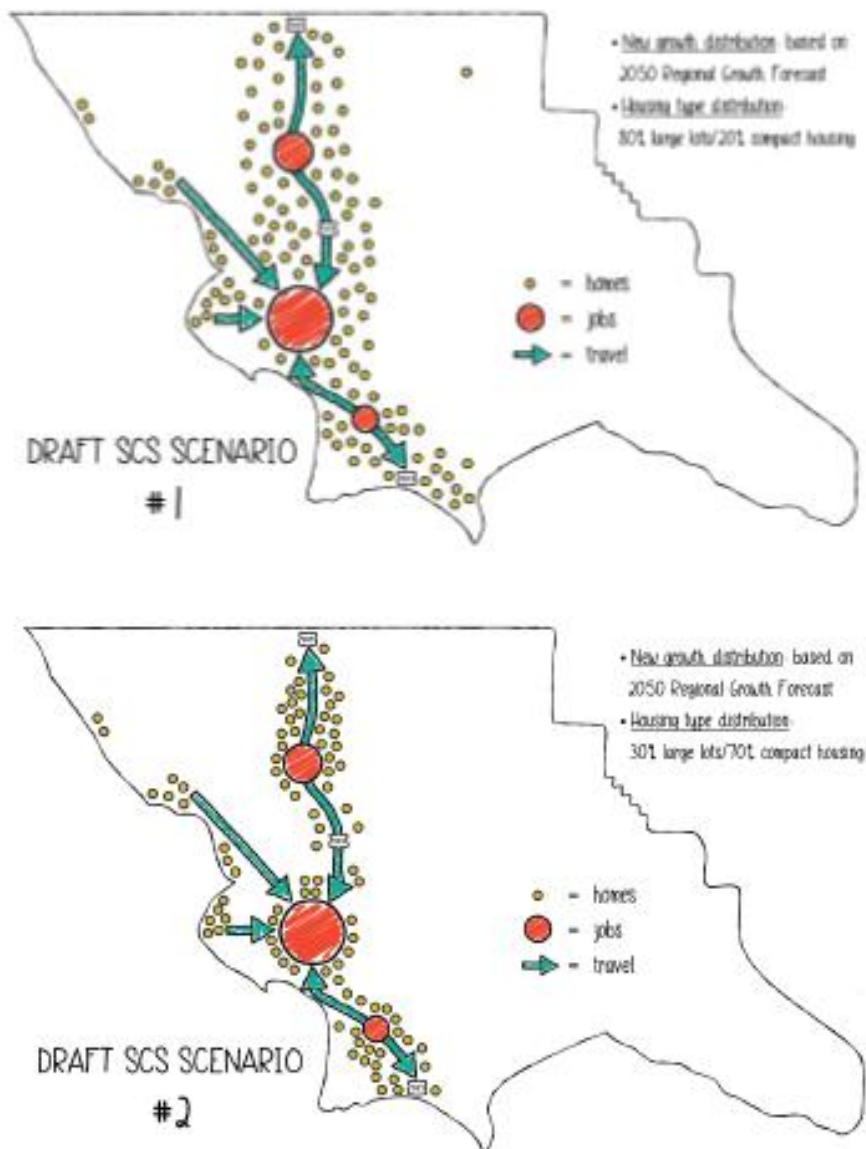 • New growth distribution: based on
2050 Regional Growth Forecast
• Housing type distribution:
80% large lots/20% compact housing
= homes
= jobs
= travel
DRAFT SCS SCENARIO
#1
• New growth distribution: based on
2050 Regional Growth Forecast
• Housing type distribution:
30% large lots/70% compact housing
= homes
= jobs
= travel
DRAFT SCS SCENARIO
#2